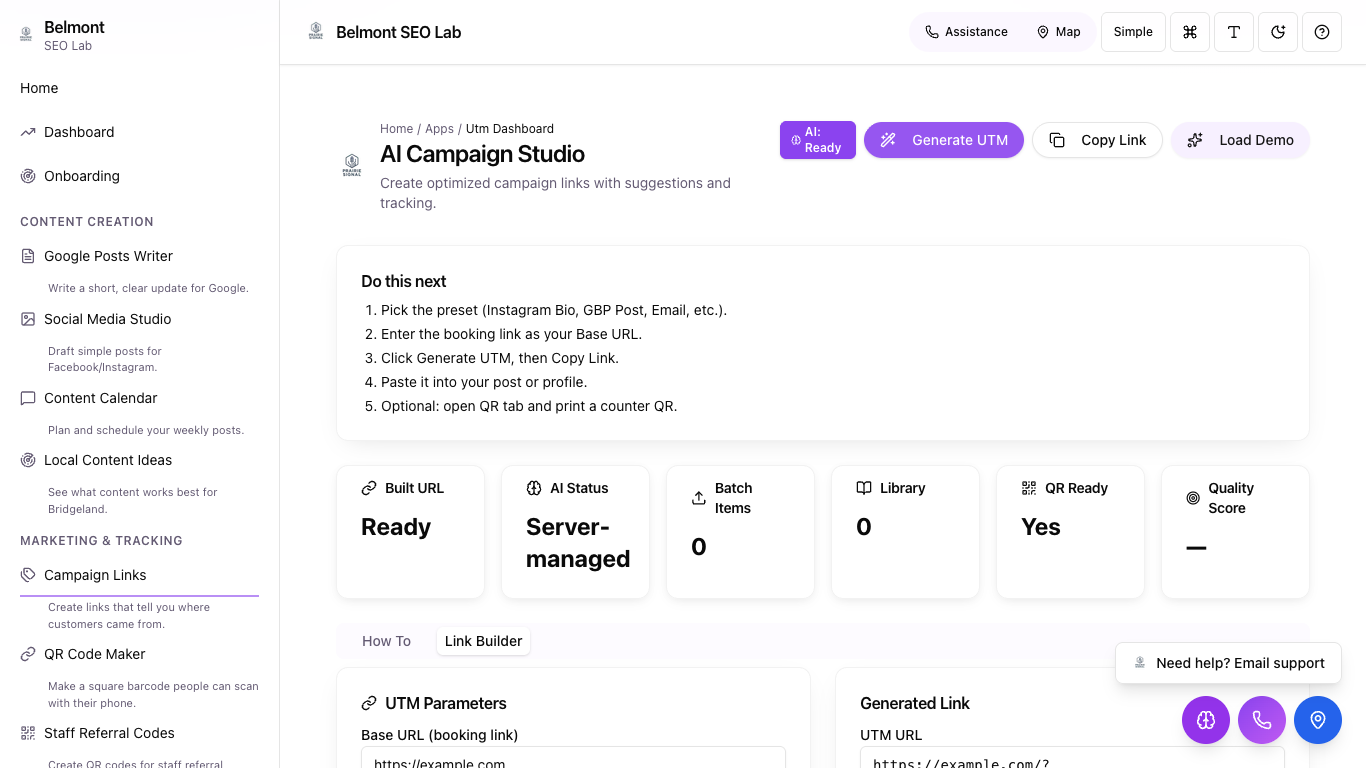 Belmont
SEO Lab
Home
Dashboard
Onboarding
CONTENT CREATION
Google Posts Writer
Write a short, clear update for Google.
Social Media Studio
Draft simple posts for
Facebook/Instagram.
Content Calendar
Plan and schedule your weekly posts.
Local Content Ideas
See what content works best for
Bridgeland.
MARKETING & TRACKING
Campaign Links
Create links that tell you where
customers came from.
QR Code Maker
Make a square barcode people can scan
with their phone.
Staff Referral Codes
Create QR codes for staff referral
PRAIRIE
SIGNAL
Belmont SEO Lab
Assistance
Map
Simple
Home / Apps / Utm Dashboard
PRAIRIE
SIGNAL
AI Campaign Studio
Create optimized campaign links with suggestions and
tracking.
AI:
Ready
Generate UTM
Copy Link
Load Demo
Do this next
1. Pick the preset (Instagram Bio, GBP Post, Email, etc.).
2. Enter the booking link as your Base URL.
3. Click Generate UTM, then Copy Link.
4. Paste it into your post or profile.
5. Optional: open QR tab and print a counter QR.
Built URL
Ready
AI Status
Server-
managed
Batch
Items
0
Library
0
QR Ready
Yes
Quality
Score
—
How To
Link Builder
UTM Parameters
Base URL (booking link)
https://example.com
Generated Link
UTM URL
https://example.com/?
Need help? Email support